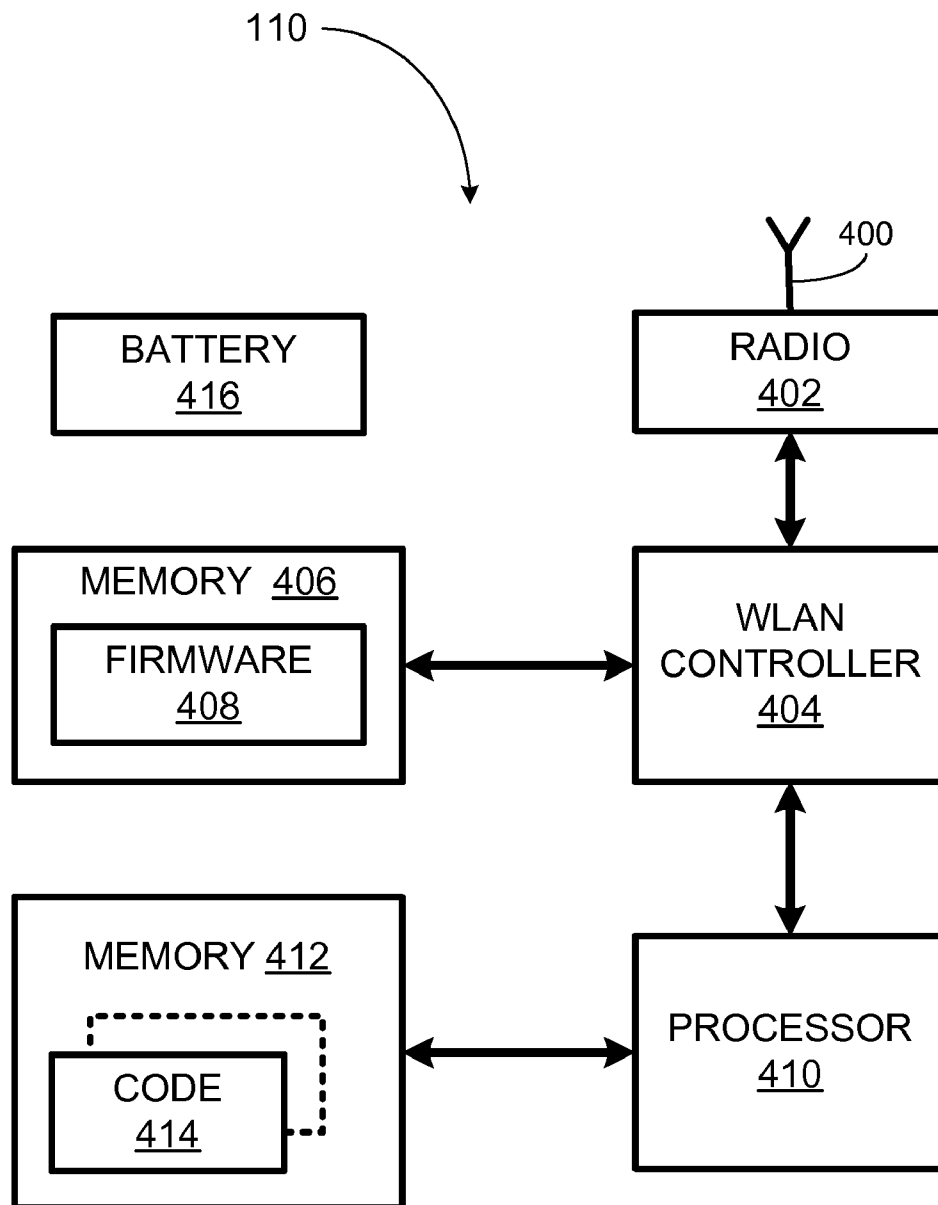 110
400
BATTERY
416
RADIO
402
MEMORY 406
FIRMWARE
408
WLAN
CONTROLLER
404
MEMORY 412
CODE
414
PROCESSOR
410